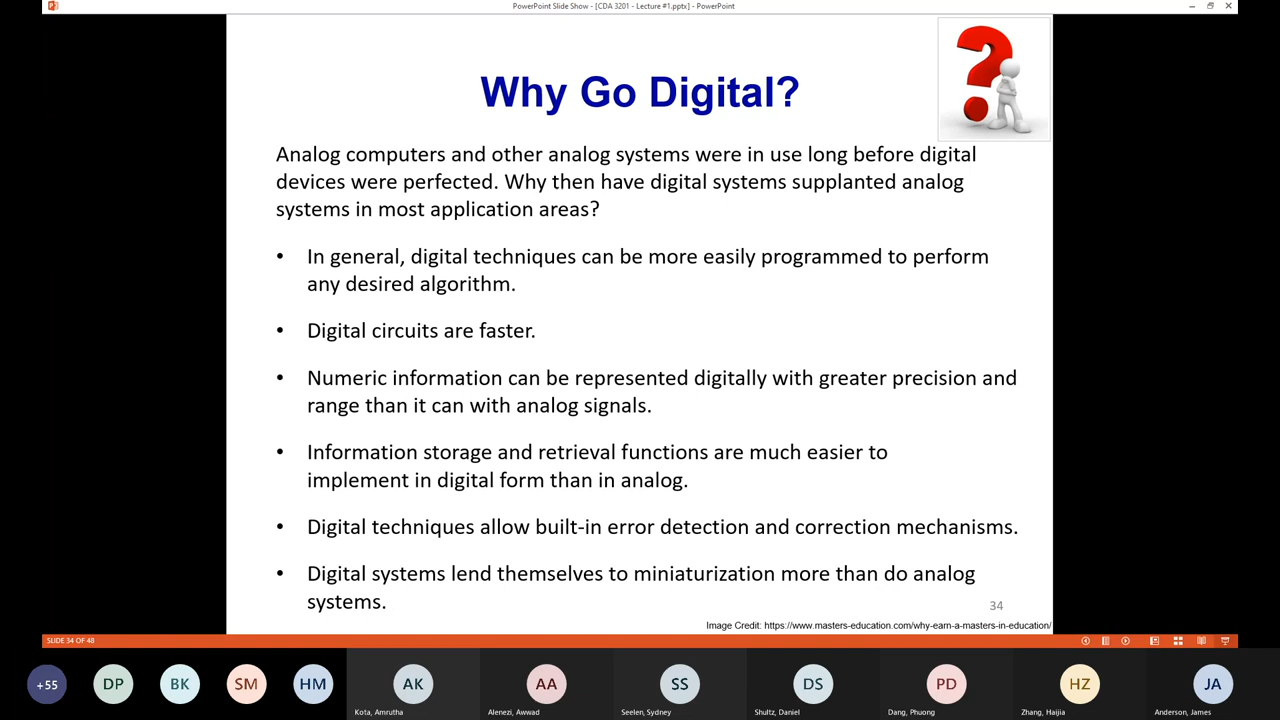 PowerPoint Slide Show - [CDA 3201 - Lecture #1.pptx] - PowerPoint
Why Go Digital?
Analog computers and other analog systems were in use long before digital
devices were perfected. Why then have digital systems supplanted analog
systems in most application areas?
• In general, digital techniques can be more easily programmed to perform
any desired algorithm.
• Digital circuits are faster.
• Numeric information can be represented digitally with greater precision and
range than it can with analog signals.
• Information storage and retrieval functions are much easier to
implement in digital form than in analog.
• Digital techniques allow built-in error detection and correction mechanisms.
• Digital systems lend themselves to miniaturization more than do analog
systems.
34
Image Credit: https://www.masters-education.com/why-earn-a-masters-in-education/
SLIDE 34 OF 48
+55 DP BK SM HM AK AA SS DS PD HZ JA
Kota, Amrutha Alenezi, Awwad Seelen, Sydney Shultz, Daniel Dang, Phuong Zhang, Haijia Anderson, James